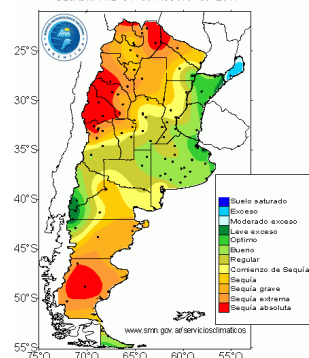 25°S
30°S
35°S
40°S
45°S
50°S
55°S
75°O
70°O
65°O
60°O
55°O
Suelo saturado
Exceso
Moderado exceso
Leve exceso
Optimo
Bueno
Regular
Comienzo de Sequía
Sequía
Sequía grave
Sequía extrema
Sequía absoluta
www.smn.gov.ar/serviciosclimaticos